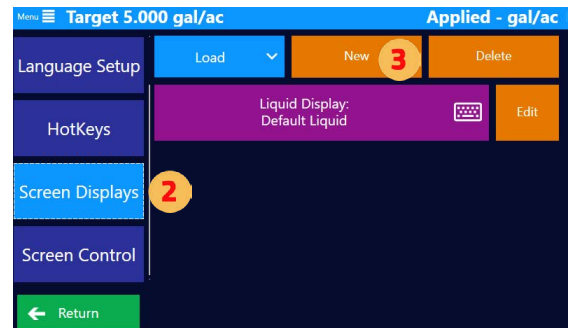 Menu Target 5.000 gal/ac Applied - gal/ac
Language Setup
Load
New
3
Delete
HotKeys
Liquid Display:
Default Liquid
Edit
Screen Displays
2
Screen Control
Return